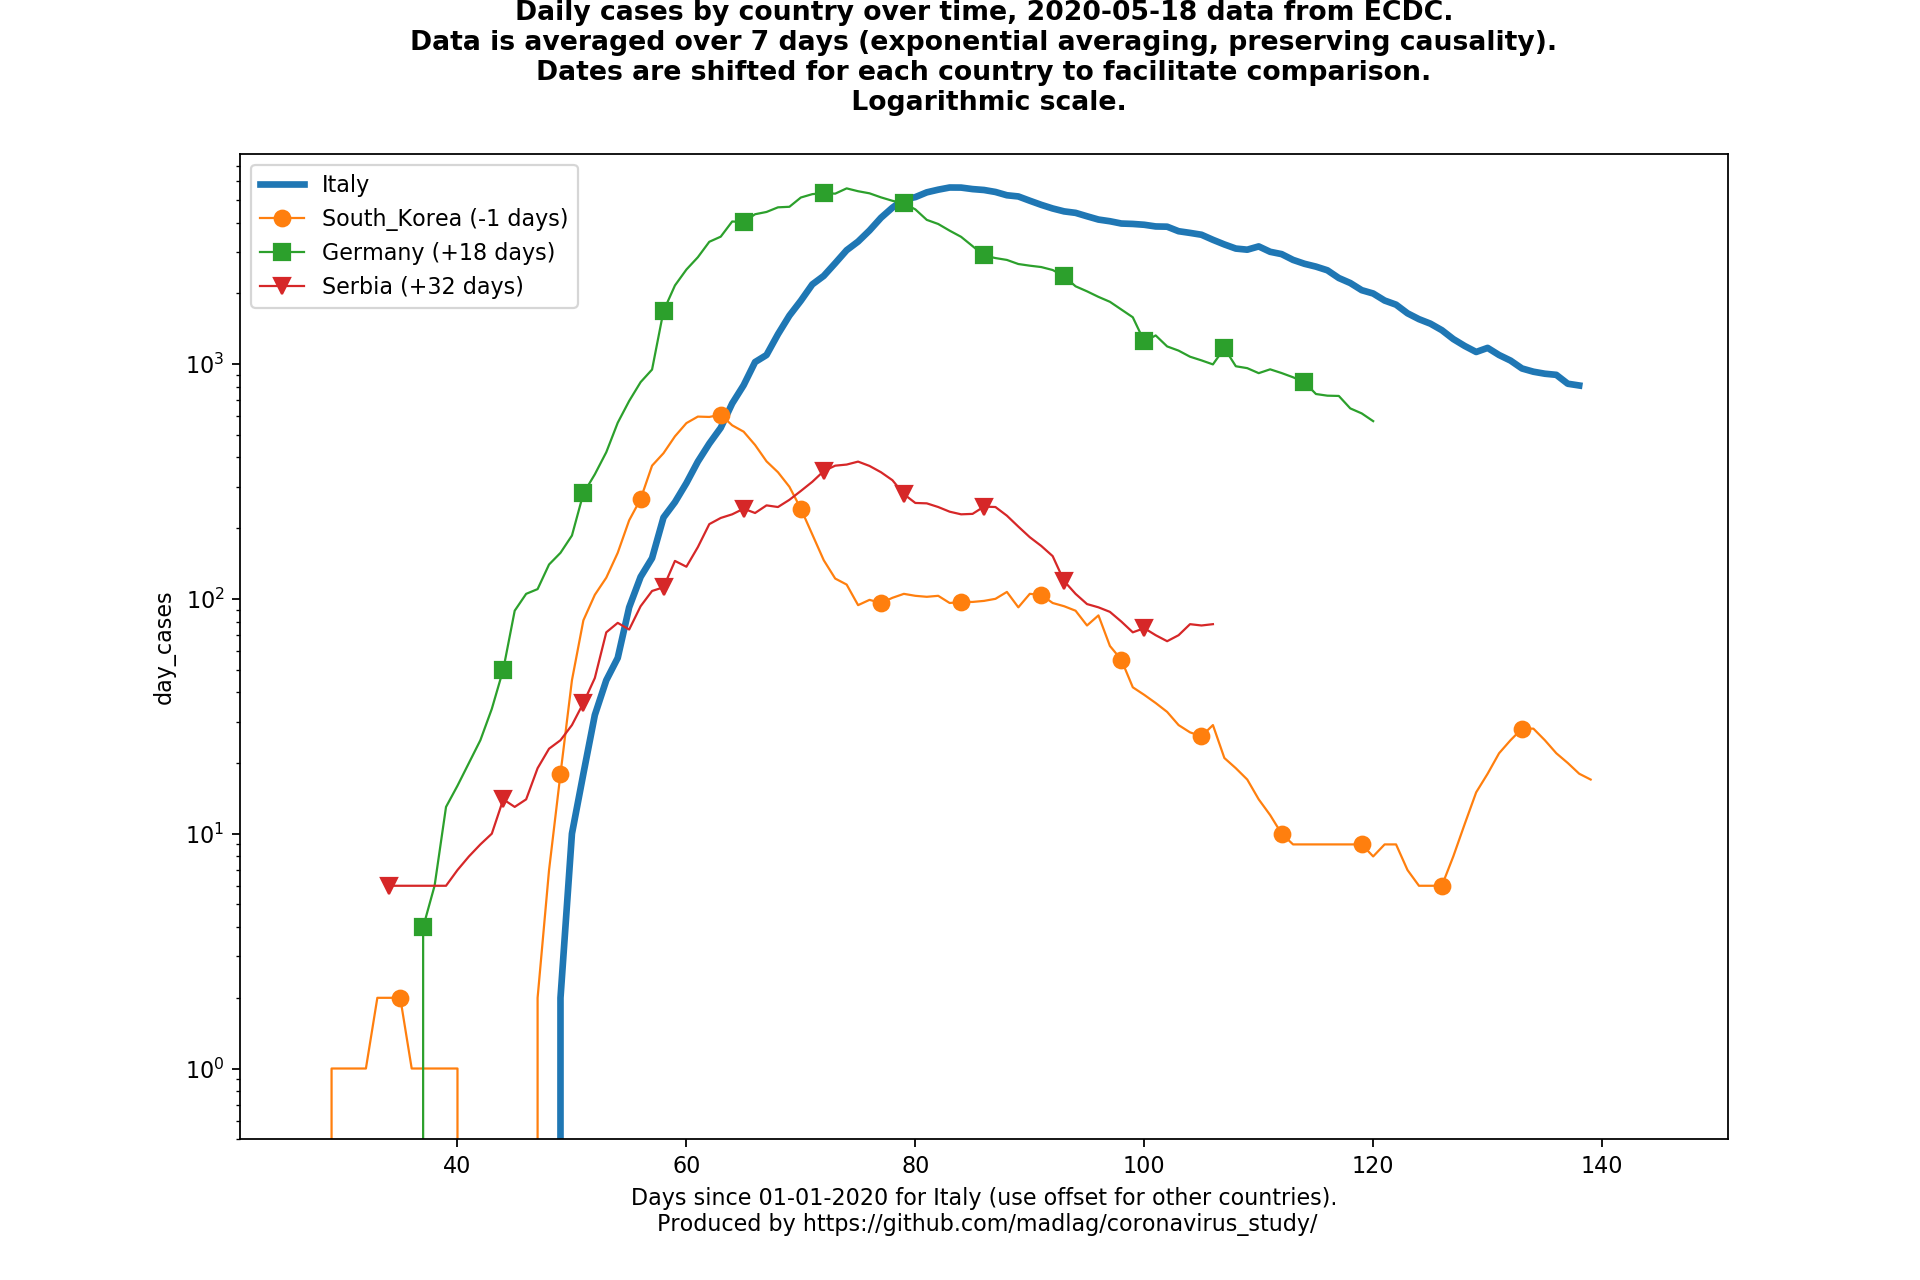 Daily cases by country over time, 2020-05-18 data from ECDC.
Data is averaged over 7 days (exponential averaging, preserving causality).
Dates are shifted for each country to facilitate comparison.
Logarithmic scale.
Italy
South_Korea (-1 days)
Germany (+18 days)
Serbia (+32 days)
10³
10²
10¹
10⁰
day_cases
40 60 80 100 120 140
Days since 01-01-2020 for Italy (use offset for other countries).
Produced by https://github.com/madlag/coronavirus_study/